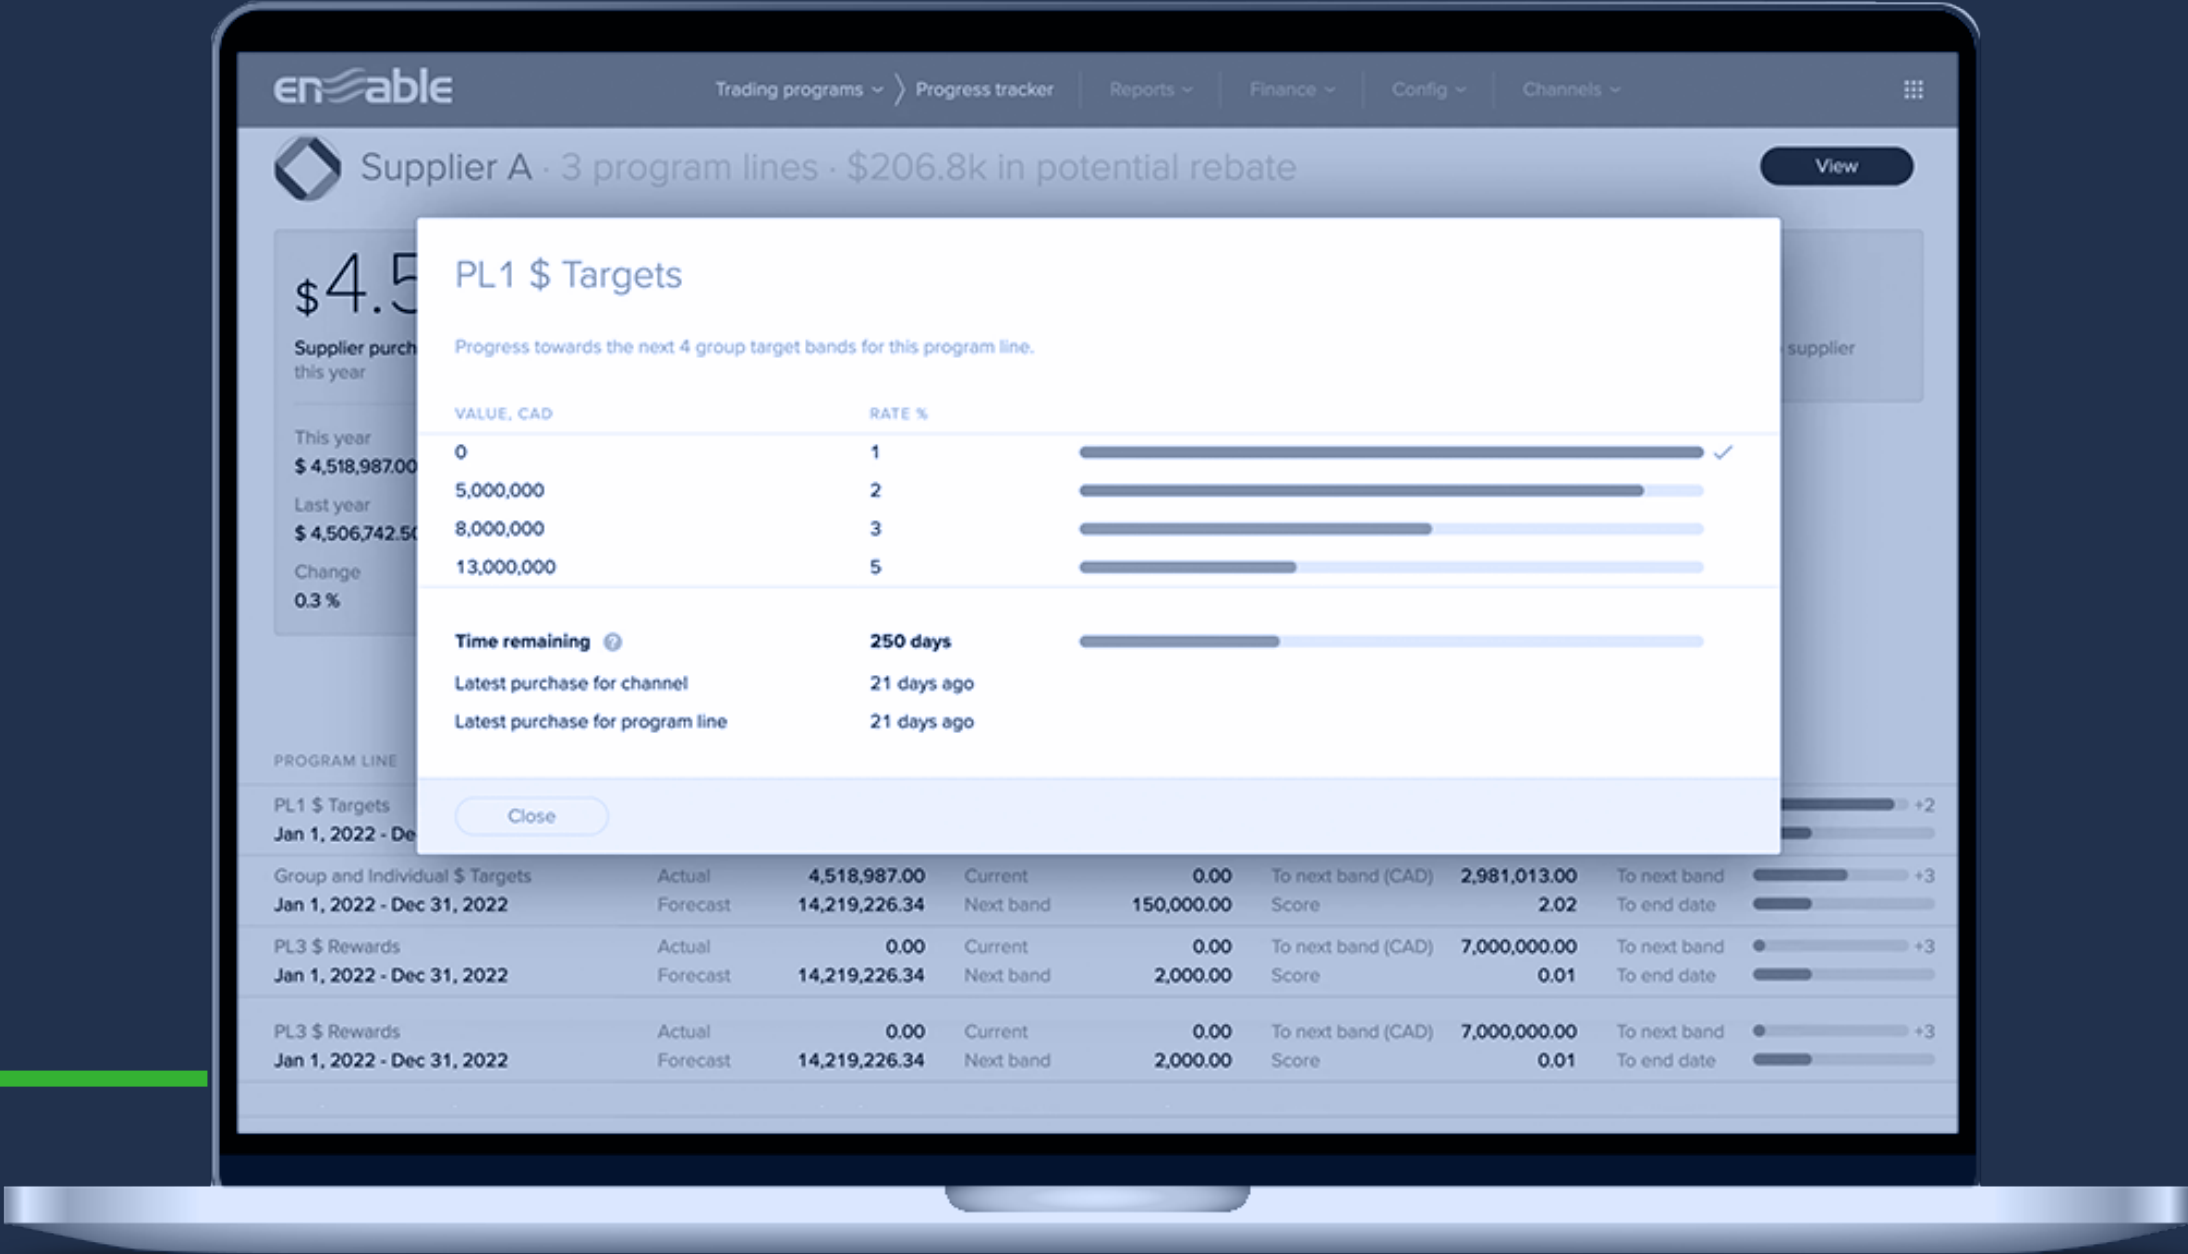 enable
Trading programs
Progress tracker
Reports
Finance
Config
Channels
Supplier A · 3 program lines · $206.8k in potential rebate
View
$4.5
Supplier purch
this year
This year
$ 4,518,987.00
Last year
$ 4,506,742.50
Change
0.3 %
supplier
PL1 $ Targets
Progress towards the next 4 group target bands for this program line.
VALUE, CAD RATE %
0 1
5,000,000 2
8,000,000 3
13,000,000 5
Time remaining ? 250 days
Latest purchase for channel 21 days ago
Latest purchase for program line 21 days ago
Close
PROGRAM LINE
PL1 $ Targets +2
Jan 1, 2022 - De
Group and Individual $ Targets Actual 4,518,987.00 Current 0.00 To next band (CAD) 2,981,013.00 To next band +3
Jan 1, 2022 - Dec 31, 2022 Forecast 14,219,226.34 Next band 150,000.00 Score 2.02 To end date
PL3 $ Rewards Actual 0.00 Current 0.00 To next band (CAD) 7,000,000.00 To next band +3
Jan 1, 2022 - Dec 31, 2022 Forecast 14,219,226.34 Next band 2,000.00 Score 0.01 To end date
PL3 $ Rewards Actual 0.00 Current 0.00 To next band (CAD) 7,000,000.00 To next band +3
Jan 1, 2022 - Dec 31, 2022 Forecast 14,219,226.34 Next band 2,000.00 Score 0.01 To end date